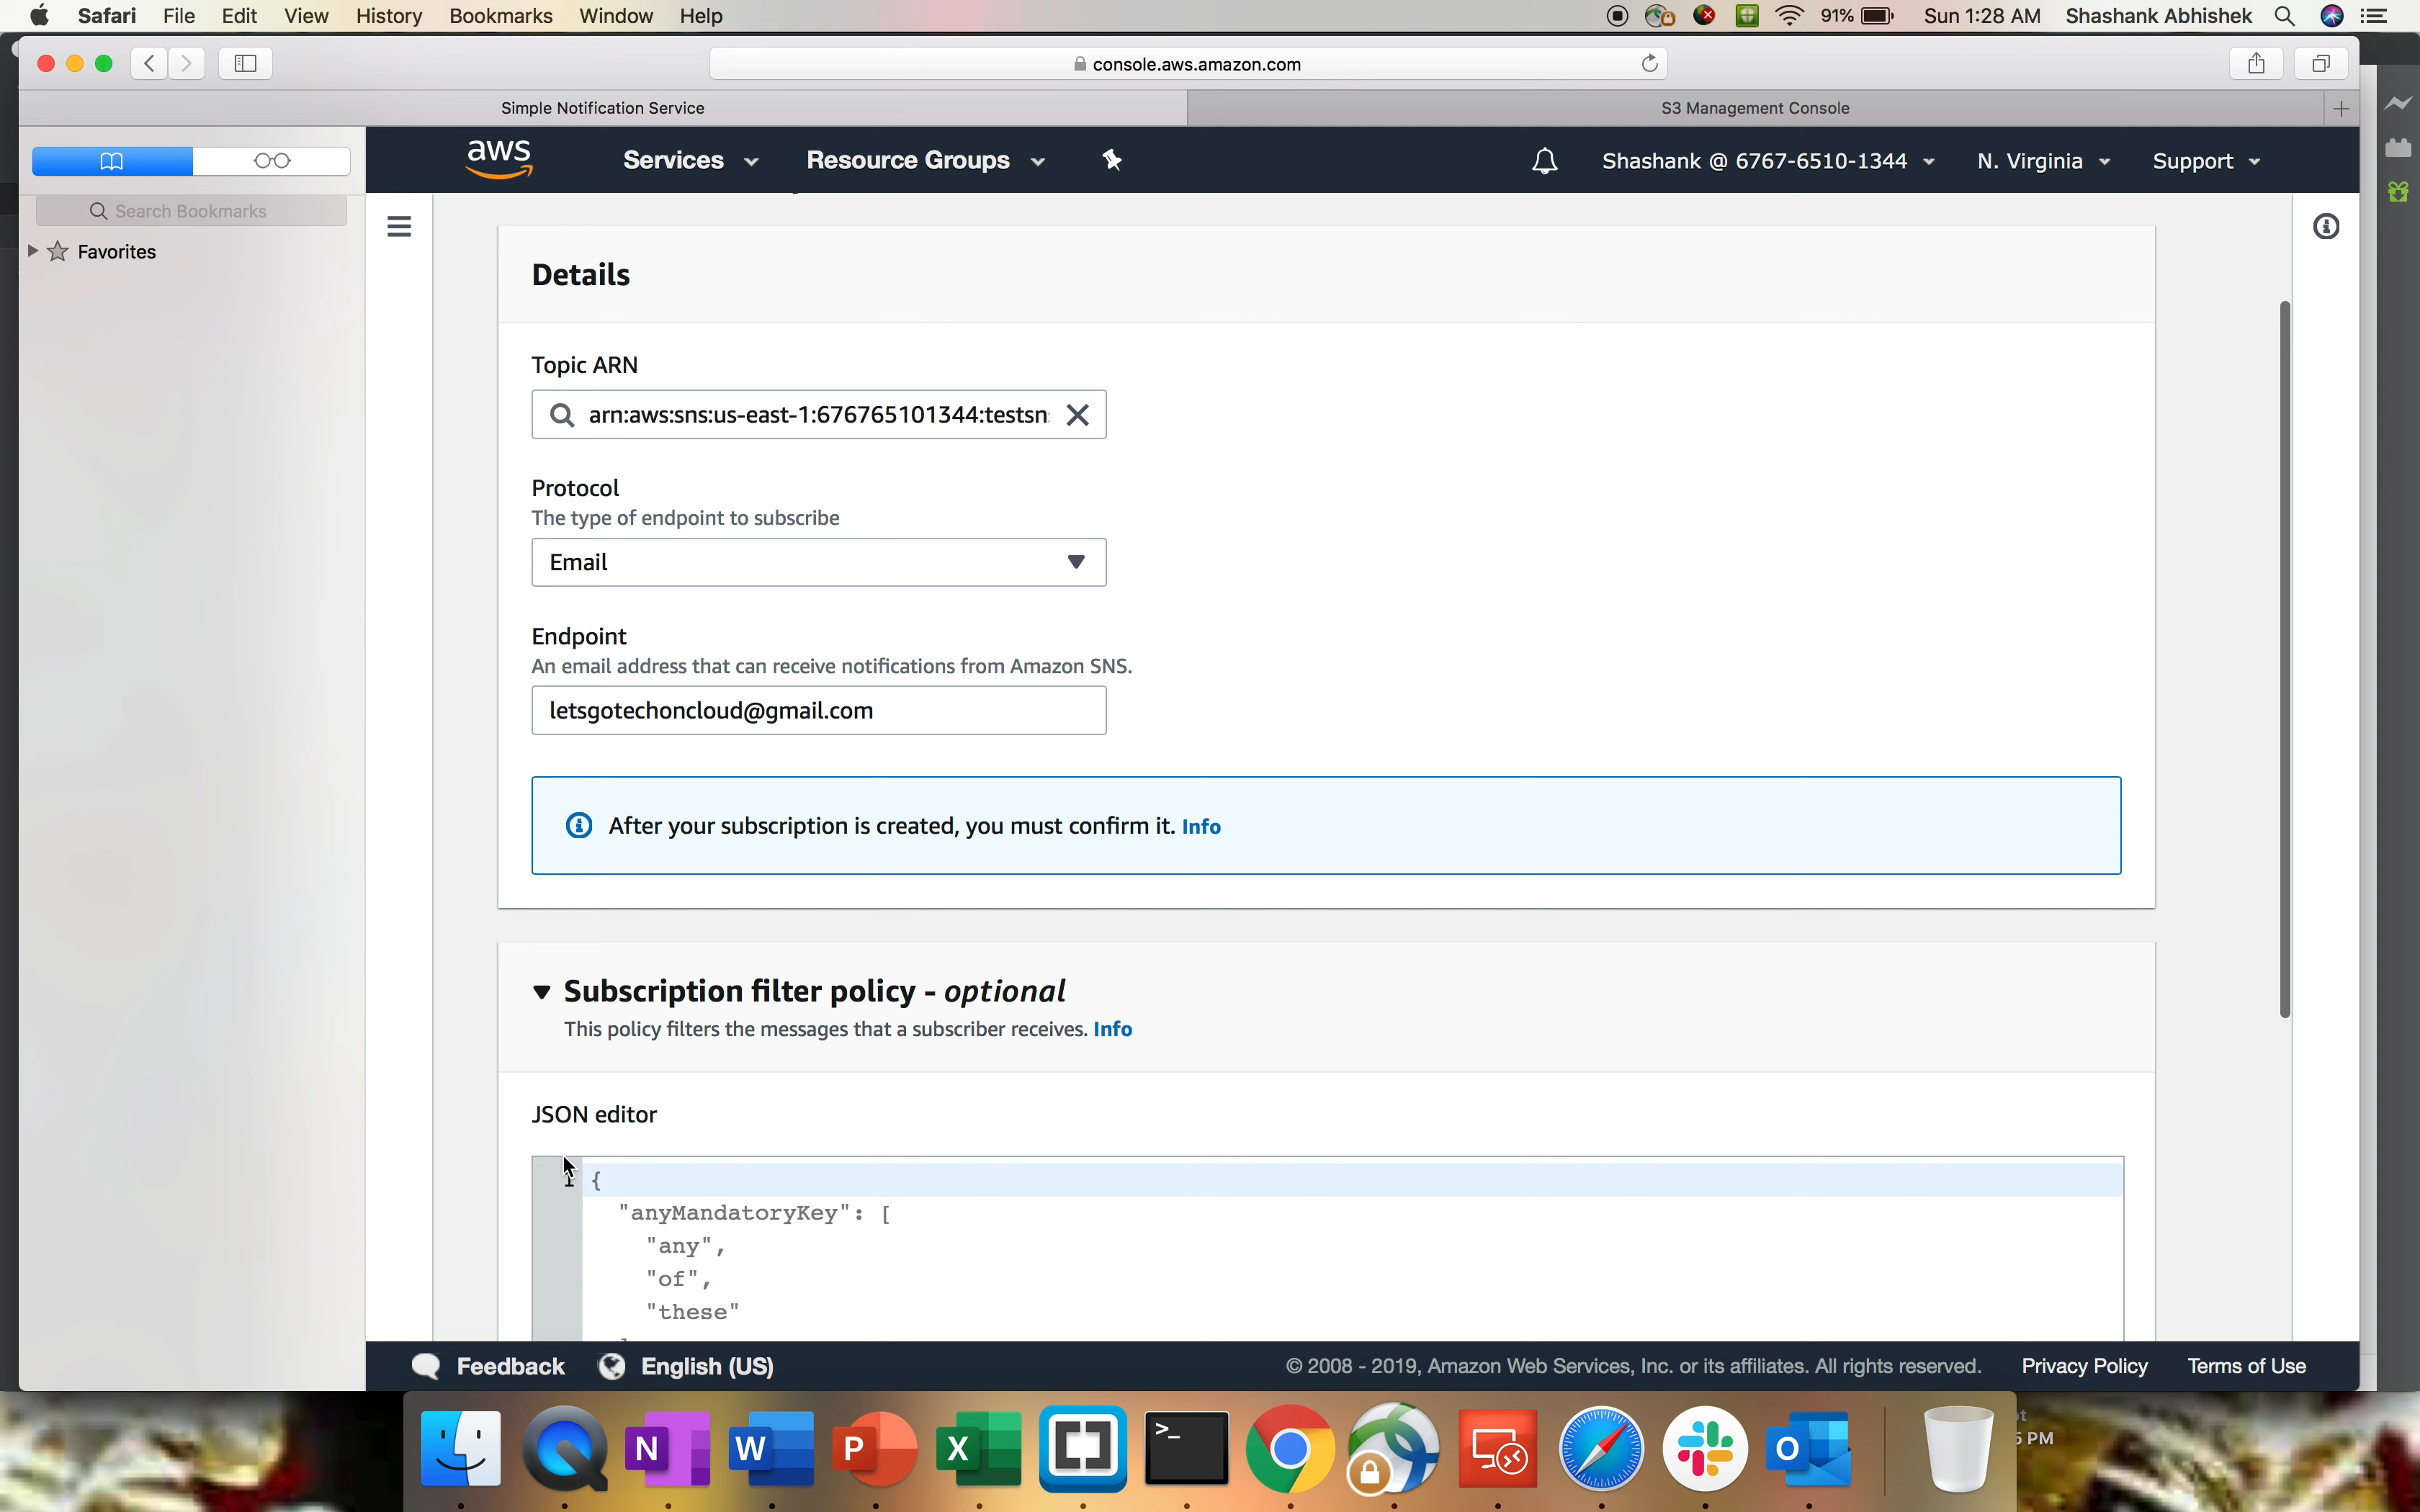 Safari File Edit View History Bookmarks Window Help 91% Sun 1:28 AM Shashank Abhishek
console.aws.amazon.com
Simple Notification Service S3 Management Console
aws Services Resource Groups Shashank @ 6767-6510-1344 N. Virginia Support
Search Bookmarks
Favorites
Details
Topic ARN
arn:aws:sns:us-east-1:676765101344:testsn
Protocol
The type of endpoint to subscribe
Email
Endpoint
An email address that can receive notifications from Amazon SNS.
letsgotechoncloud@gmail.com
After your subscription is created, you must confirm it. Info
Subscription filter policy - optional
This policy filters the messages that a subscriber receives. Info
JSON editor
1 {
"anyMandatoryKey": [
"any",
"of",
"these"
Feedback English (US) © 2008 - 2019, Amazon Web Services, Inc. or its affiliates. All rights reserved. Privacy Policy Terms of Use
N W P X >_ O
5 PM